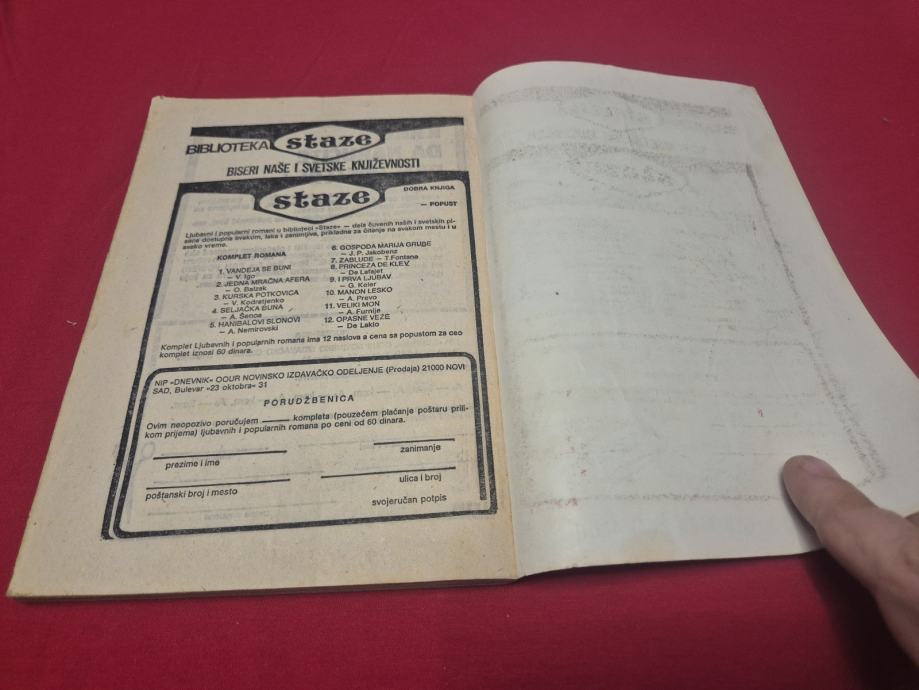 BIBLIOTEKA staze
BISERI NAŠE I SVETSKE KNJIŽEVNOSTI
staze
DOBRA KNJIGA
— POPUST
Ljubavni i popularni romani u biblioteci »Staze« — dela čuvenih naših i svetskih pi-
sana dostupna svakom, laka i zanimljiva, prikladna za čitanje na svakom mestu i u
svako vreme.
KOMPLET ROMANA
1. VANDEJA SE BUNI
— V. Igo
2. JEDNA MRAČNA AFERA
— O. Balzak
3. KURSKA POTKOVICA
— V. Kodratjenko
4. SELJAČKA BUNA
— A. Šenoa
5. HANIBALOVI SLONOVI
— A. Nemirovski
6. GOSPOĐA MARIJA GRUBE
— J. P. Jakobenz
7. ZABLUDE — T. Fontane
8. PRINCEZA DE KLEV
— De Lafajet
9. I PRVA LJUBAV
— G. Keler
10. MANON LESKO
— A. Prevo
11. VELIKI MON
— A. Furnije
12. OPASNE VEZE
— De Laklo
Komplet Ljubavnih i popularnih romana ima 12 naslova a cena sa popustom za ceo
komplet iznosi 60 dinara.
NIP »DNEVNIK« OOUR NOVINSKO IZDAVAČKO ODELJENJE (Prodaja) 21000 NOVI
SAD, Bulevar »23 oktobra« 31
PORUDŽBENICA
Ovim neopozivo poručujem ______ kompleta (pouzećem plaćanje poštaru prili-
kom prijema) ljubavnih i popularnih romana po ceni od 60 dinara.
prezime i ime
zanimanje
poštanski broj i mesto
ulica i broj
svojeručan potpis